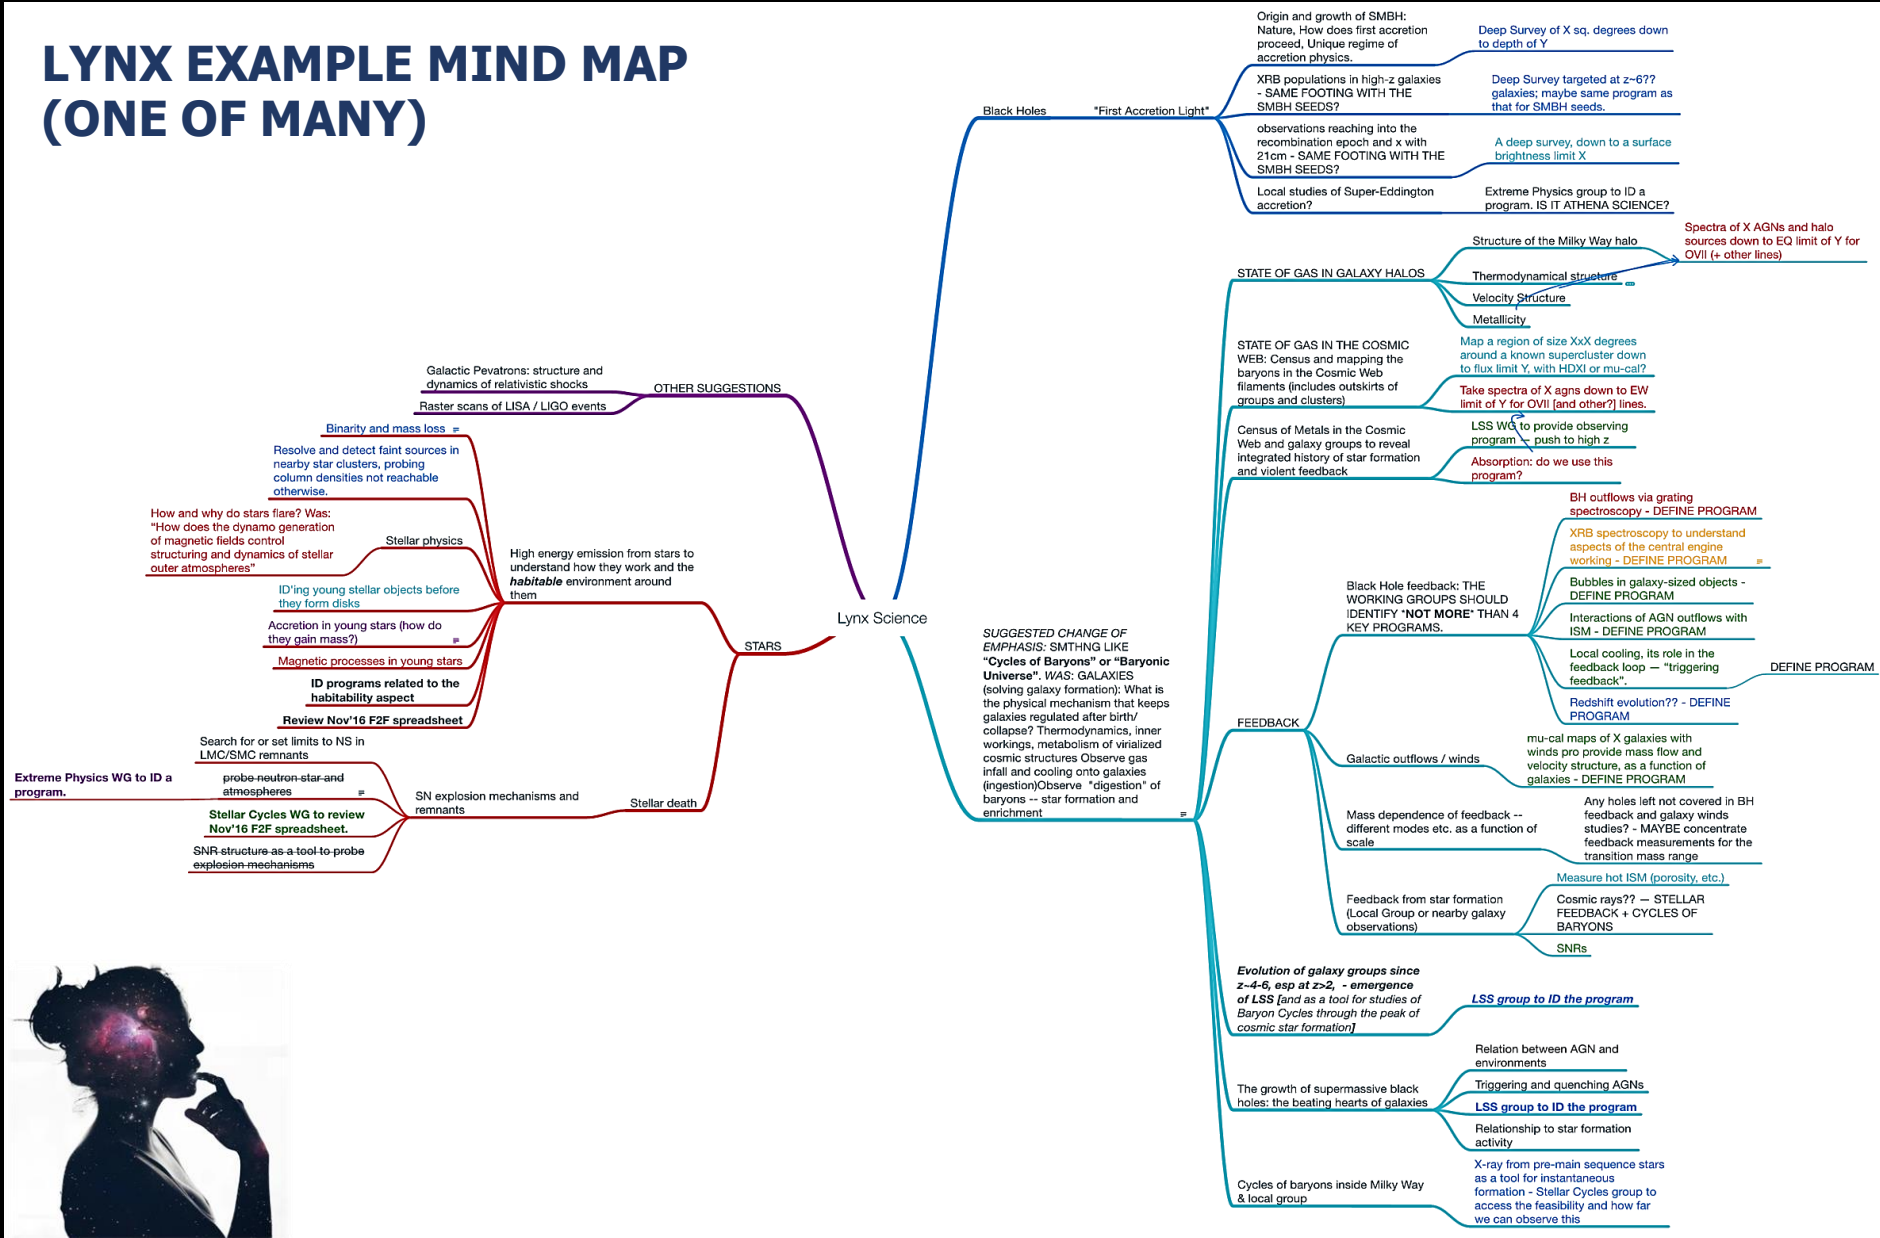 LYNX EXAMPLE MIND MAP
(ONE OF MANY)
Lynx Science
Black Holes
"First Accretion Light"
Origin and growth of SMBH:
Nature, How does first accretion
proceed, Unique regime of
accretion physics.
Deep Survey of X sq. degrees down
to depth of Y
XRB populations in high-z galaxies
- SAME FOOTING WITH THE
SMBH SEEDS?
Deep Survey targeted at z~6??
galaxies; maybe same program as
that for SMBH seeds.
observations reaching into the
recombination epoch and x with
21cm - SAME FOOTING WITH THE
SMBH SEEDS?
A deep survey, down to a surface
brightness limit X
Local studies of Super-Eddington
accretion?
Extreme Physics group to ID a
program. IS IT ATHENA SCIENCE?
SUGGESTED CHANGE OF
EMPHASIS: SMTHNG LIKE
“Cycles of Baryons” or “Baryonic
Universe”. WAS: GALAXIES
(solving galaxy formation): What is
the physical mechanism that keeps
galaxies regulated after birth/
collapse? Thermodynamics, inner
workings, metabolism of virialized
cosmic structures Observe gas
infall and cooling onto galaxies
(ingestion)Observe "digestion" of
baryons -- star formation and
enrichment
STATE OF GAS IN GALAXY HALOS
Structure of the Milky Way halo
Thermodynamical structure
Velocity Structure
Metallicity
Spectra of X AGNs and halo
sources down to EQ limit of Y for
OVII (+ other lines)
STATE OF GAS IN THE COSMIC
WEB: Census and mapping the
baryons in the Cosmic Web
filaments (includes outskirts of
groups and clusters)
Map a region of size XxX degrees
around a known supercluster down
to flux limit Y, with HDXI or mu-cal?
Take spectra of X agns down to EW
limit of Y for OVII [and other?] lines.
Census of Metals in the Cosmic
Web and galaxy groups to reveal
integrated history of star formation
and violent feedback
LSS WG to provide observing
program — push to high z
Absorption: do we use this
program?
FEEDBACK
Black Hole feedback: THE
WORKING GROUPS SHOULD
IDENTIFY *NOT MORE* THAN 4
KEY PROGRAMS.
BH outflows via grating
spectroscopy - DEFINE PROGRAM
XRB spectroscopy to understand
aspects of the central engine
working - DEFINE PROGRAM
Bubbles in galaxy-sized objects -
DEFINE PROGRAM
Interactions of AGN outflows with
ISM - DEFINE PROGRAM
Local cooling, its role in the
feedback loop — “triggering
feedback”.
DEFINE PROGRAM
Redshift evolution?? - DEFINE
PROGRAM
Galactic outflows / winds
mu-cal maps of X galaxies with
winds pro provide mass flow and
velocity structure, as a function of
galaxies - DEFINE PROGRAM
Mass dependence of feedback --
different modes etc. as a function of
scale
Any holes left not covered in BH
feedback and galaxy winds
studies? - MAYBE concentrate
feedback measurements for the
transition mass range
Feedback from star formation
(Local Group or nearby galaxy
observations)
Measure hot ISM (porosity, etc.)
Cosmic rays?? — STELLAR
FEEDBACK + CYCLES OF
BARYONS
SNRs
Evolution of galaxy groups since
z~4-6, esp at z>2, - emergence
of LSS [and as a tool for studies of
Baryon Cycles through the peak of
cosmic star formation]
LSS group to ID the program
The growth of supermassive black
holes: the beating hearts of galaxies
Relation between AGN and
environments
Triggering and quenching AGNs
LSS group to ID the program
Relationship to star formation
activity
Cycles of baryons inside Milky Way
& local group
X-ray from pre-main sequence stars
as a tool for instantaneous
formation - Stellar Cycles group to
access the feasibility and how far
we can observe this
OTHER SUGGESTIONS
Galactic Pevatrons: structure and
dynamics of relativistic shocks
Raster scans of LISA / LIGO events
STARS
High energy emission from stars to
understand how they work and the
habitable environment around
them
Binarity and mass loss
Resolve and detect faint sources in
nearby star clusters, probing
column densities not reachable
otherwise.
Stellar physics
How and why do stars flare? Was:
“How does the dynamo generation
of magnetic fields control
structuring and dynamics of stellar
outer atmospheres”
ID’ing young stellar objects before
they form disks
Accretion in young stars (how do
they gain mass?)
Magnetic processes in young stars
ID programs related to the
habitability aspect
Review Nov’16 F2F spreadsheet
Stellar death
SN explosion mechanisms and
remnants
Search for or set limits to NS in
LMC/SMC remnants
probe neutron star and
atmospheres
Extreme Physics WG to ID a
program.
Stellar Cycles WG to review
Nov’16 F2F spreadsheet.
SNR structure as a tool to probe
explosion mechanisms